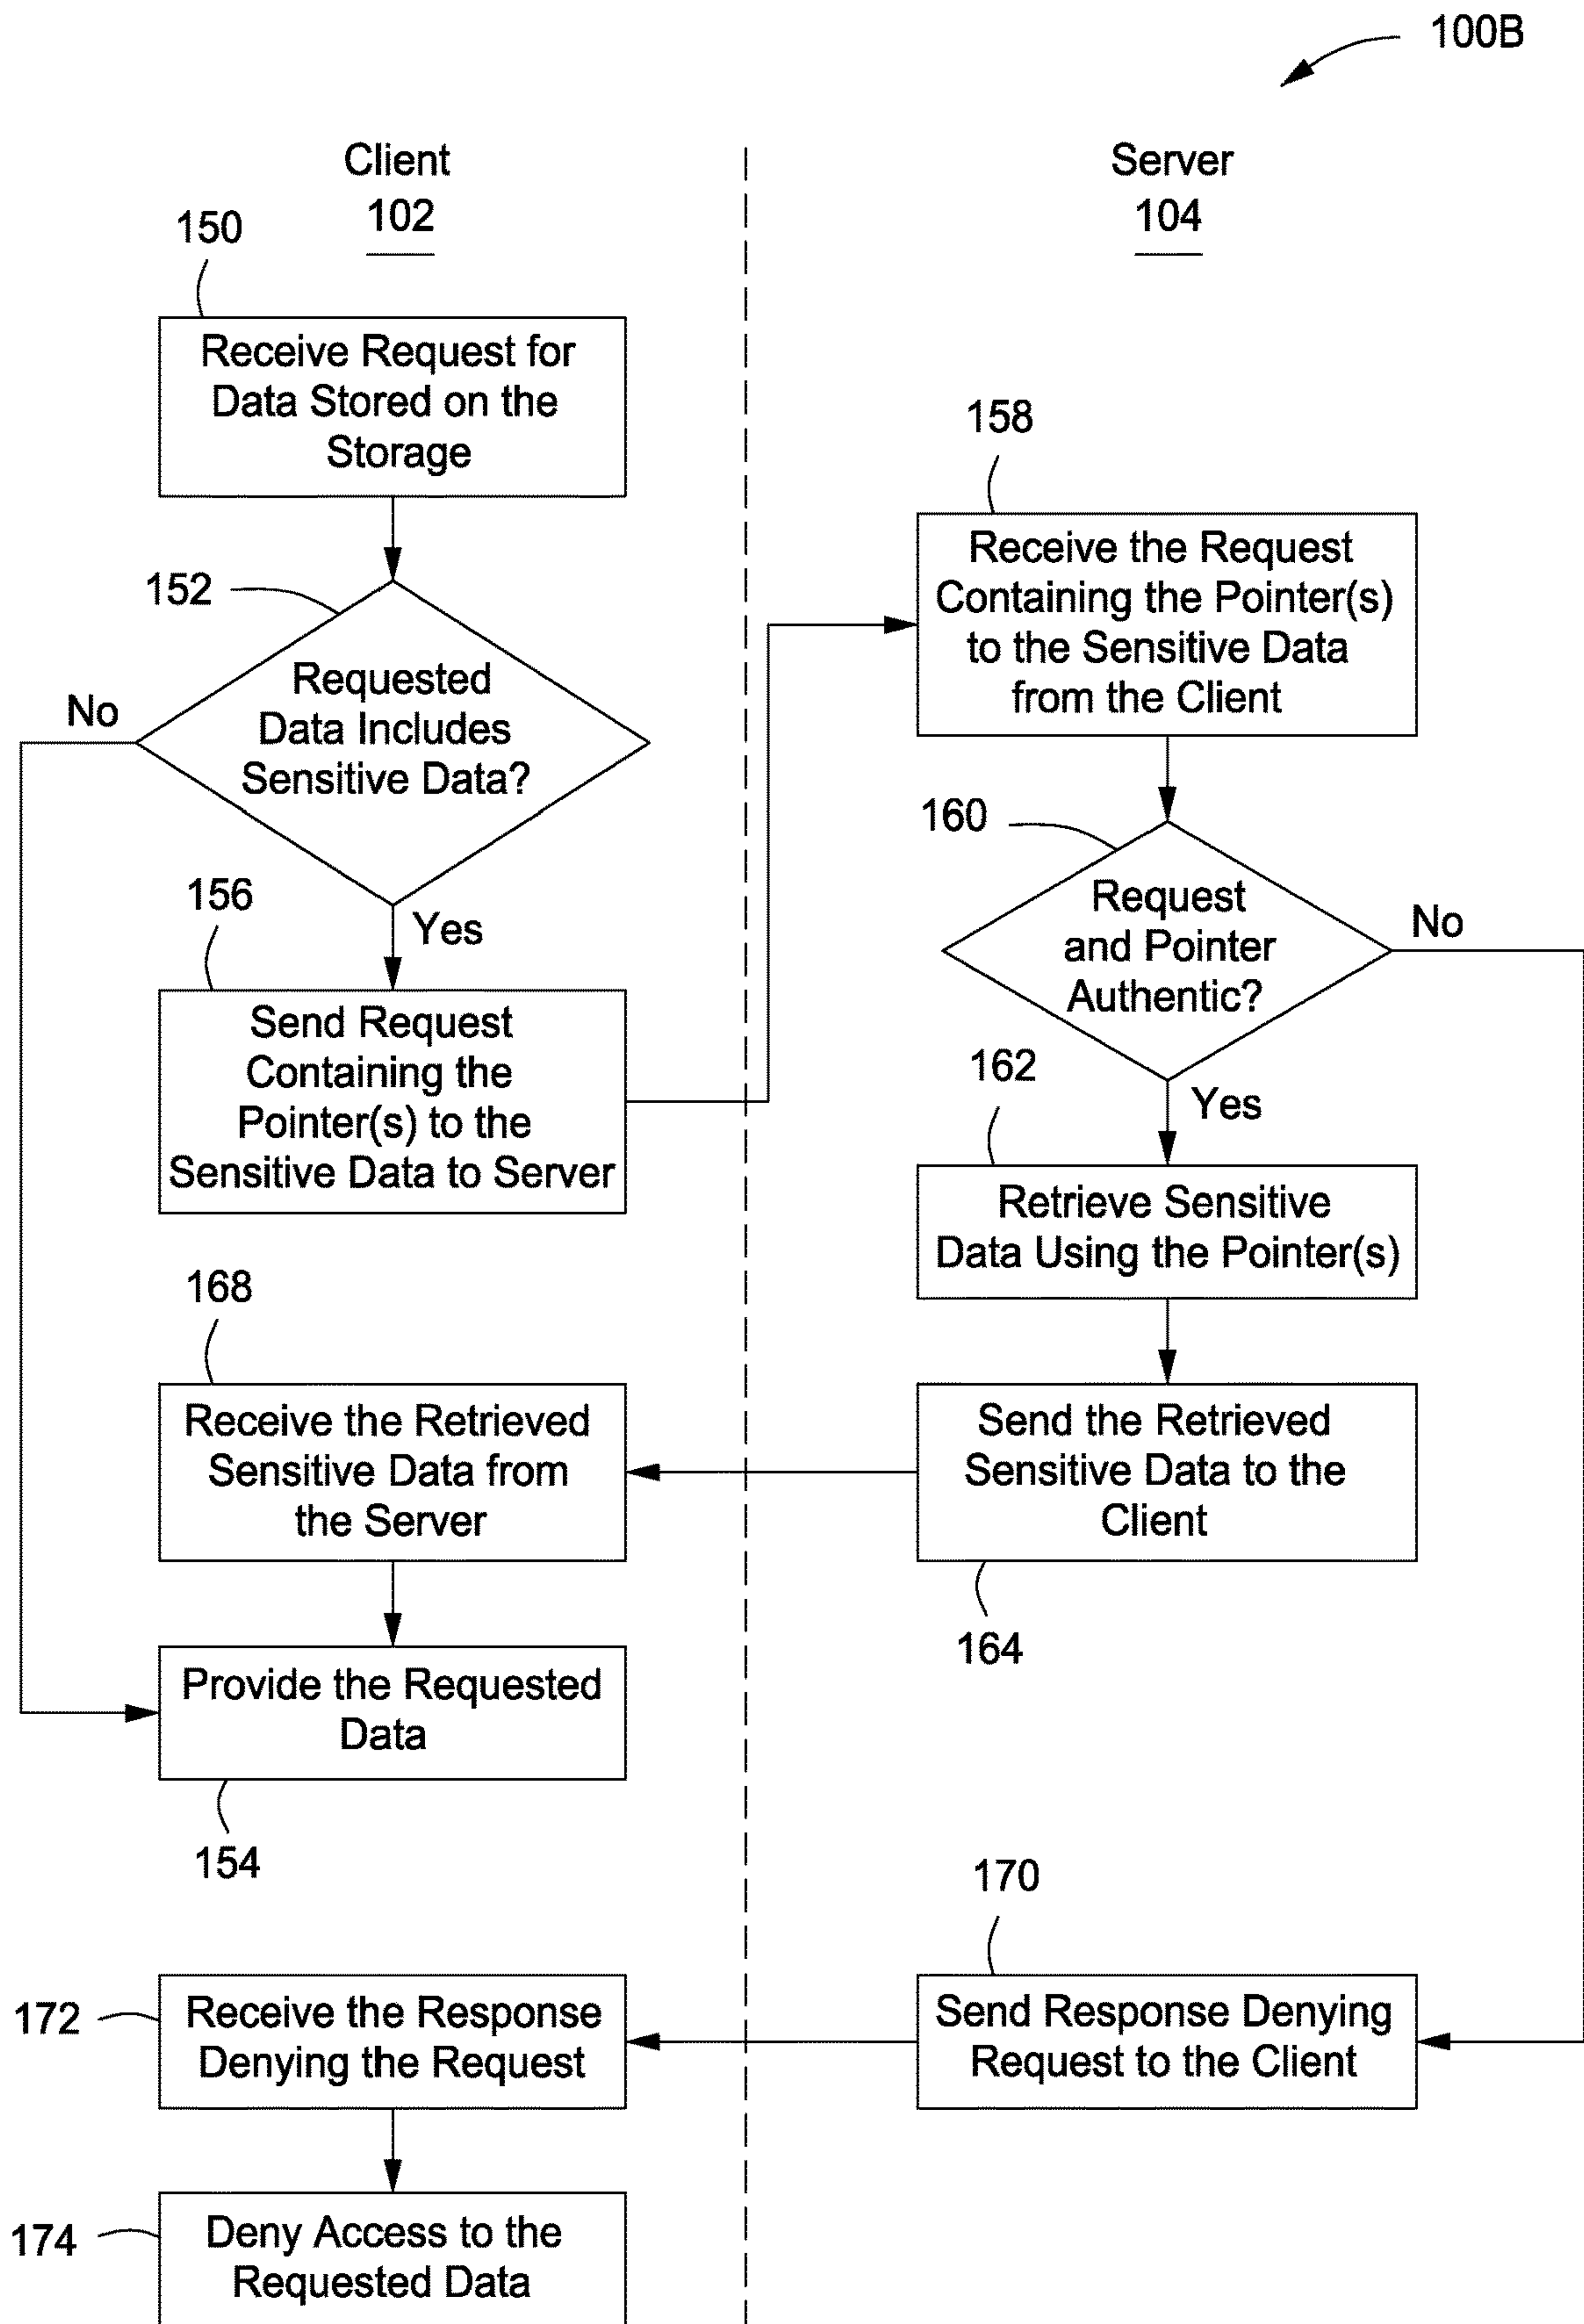 100B
Client
102
Server
104
150
Receive Request for
Data Stored on the
Storage
152
Requested
Data Includes
Sensitive Data?
No
Yes
156
Send Request
Containing the
Pointer(s) to the
Sensitive Data to Server
158
Receive the Request
Containing the Pointer(s)
to the Sensitive Data
from the Client
160
Request
and Pointer
Authentic?
No
Yes
162
Retrieve Sensitive
Data Using the Pointer(s)
Send the Retrieved
Sensitive Data to the
Client
164
168
Receive the Retrieved
Sensitive Data from
the Server
Provide the Requested
Data
154
170
Send Response Denying
Request to the Client
172
Receive the Response
Denying the Request
174
Deny Access to the
Requested Data